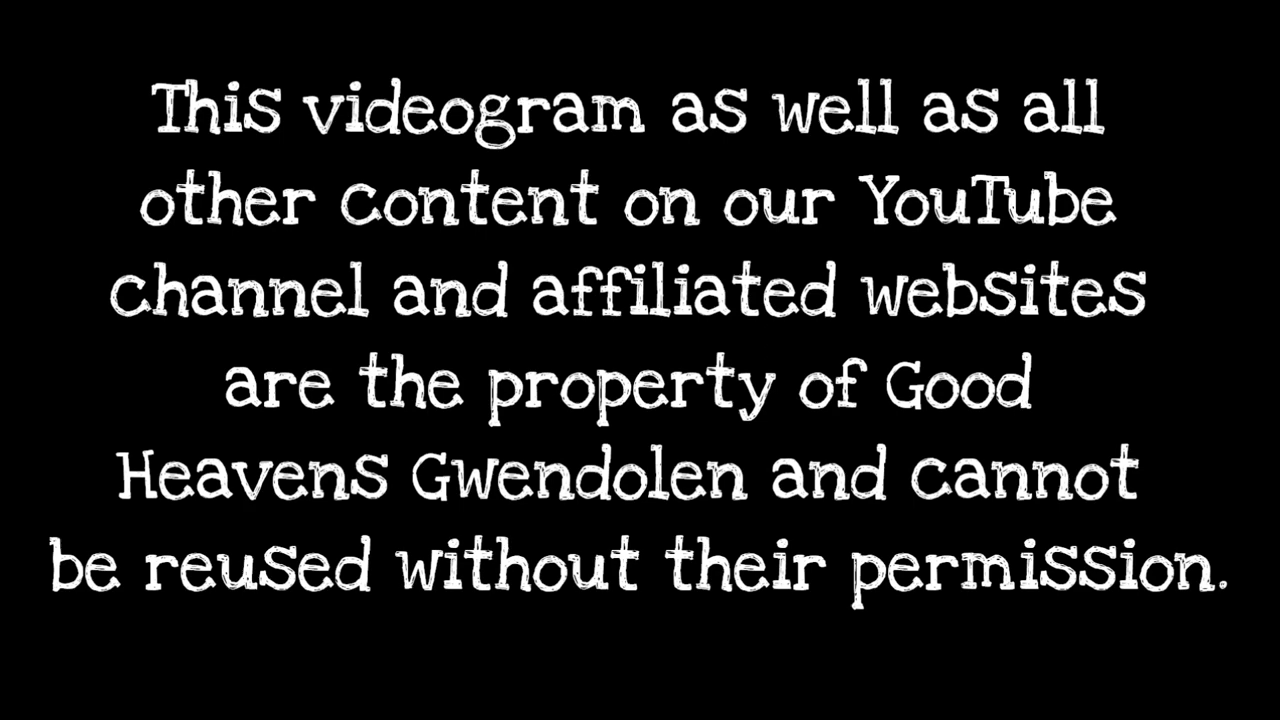 This videogram as well as all
other content on our YouTube
channel and affiliated websites
are the property of Good
Heavens Gwendolen and cannot
be reused without their permission.